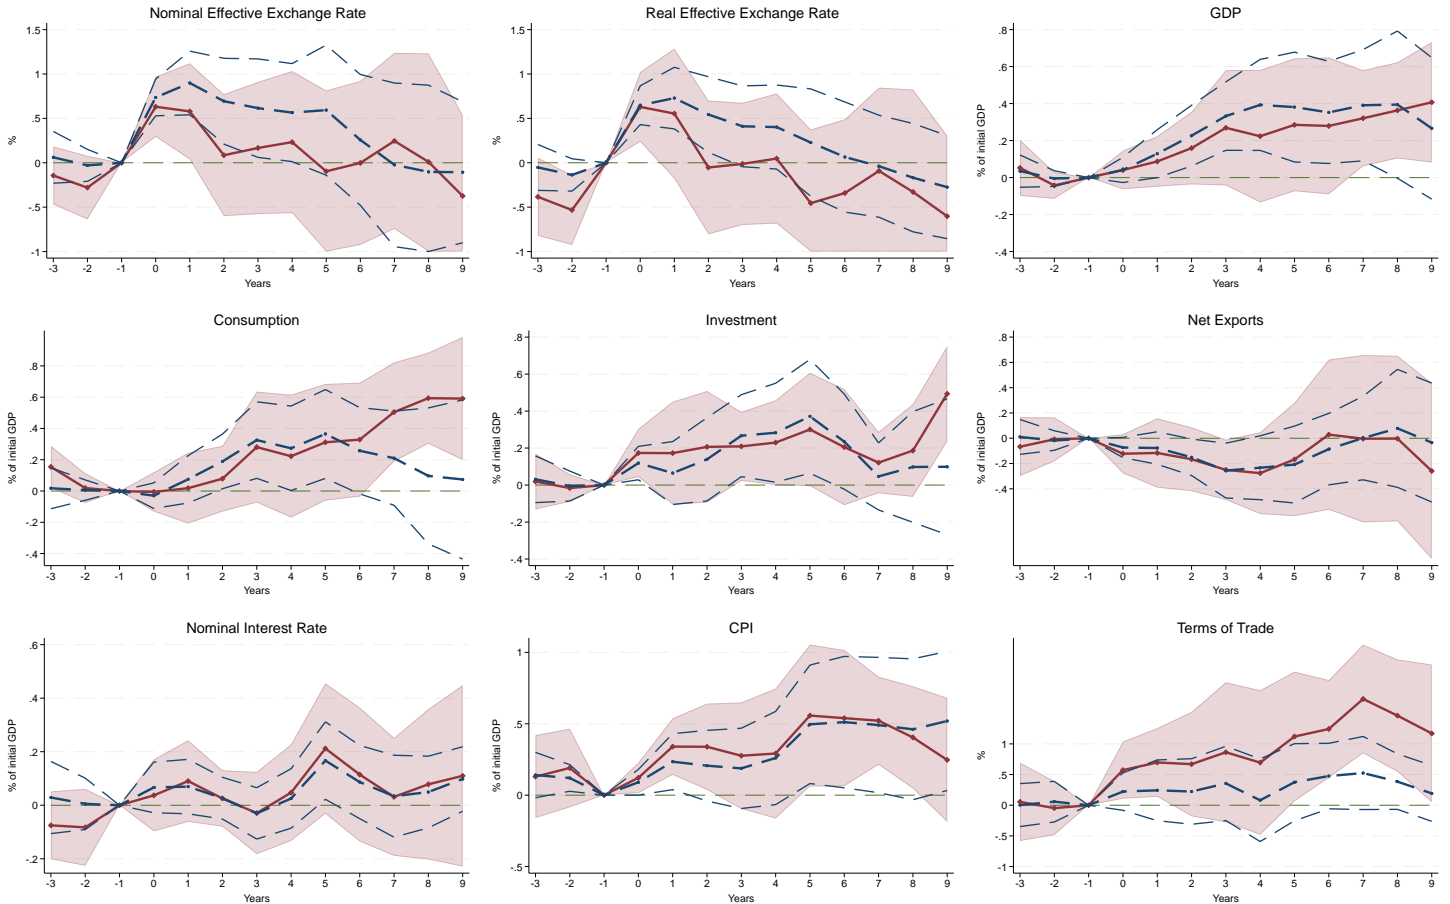 Nominal Effective Exchange Rate
%
1.5
1
.5
0
-.5
-1
-3 -2 -1 0 1 2 3 4 5 6 7 8 9
Years
Real Effective Exchange Rate
%
1.5
1
.5
0
-.5
-1
-3 -2 -1 0 1 2 3 4 5 6 7 8 9
Years
GDP
% of initial GDP
.8
.6
.4
.2
0
-.2
-.4
-3 -2 -1 0 1 2 3 4 5 6 7 8 9
Years
Consumption
% of initial GDP
.8
.6
.4
.2
0
-.2
-.4
-3 -2 -1 0 1 2 3 4 5 6 7 8 9
Years
Investment
% of initial GDP
.8
.6
.4
.2
0
-.2
-.4
-3 -2 -1 0 1 2 3 4 5 6 7 8 9
Years
Net Exports
% of initial GDP
.8
.6
.4
.2
0
-.2
-.4
-3 -2 -1 0 1 2 3 4 5 6 7 8 9
Years
Nominal Interest Rate
% of initial GDP
.6
.4
.2
0
-.2
-3 -2 -1 0 1 2 3 4 5 6 7 8 9
Years
CPI
% of initial GDP
1
.5
0
-.5
-3 -2 -1 0 1 2 3 4 5 6 7 8 9
Years
Terms of Trade
%
1
.5
0
-.5
-1
-3 -2 -1 0 1 2 3 4 5 6 7 8 9
Years